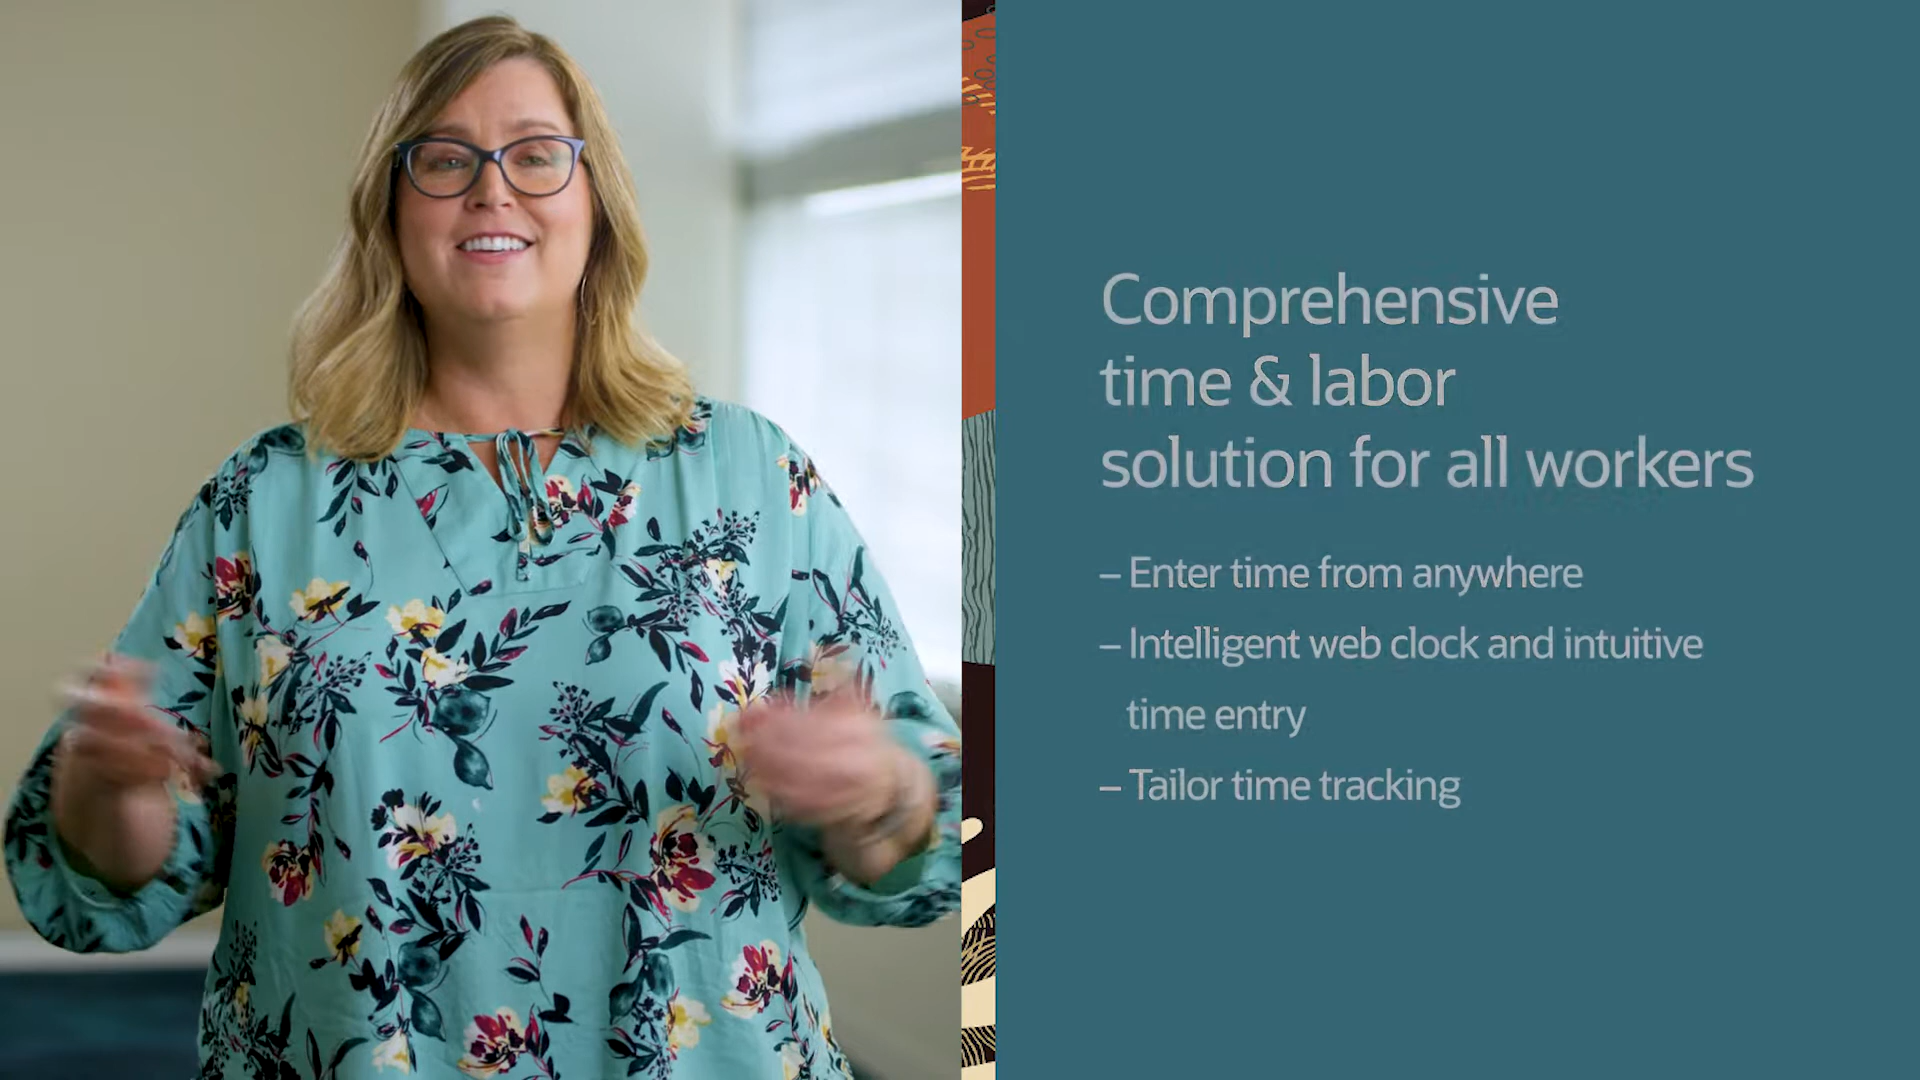 Comprehensive
time & labor
solution for all workers
– Enter time from anywhere
– Intelligent web clock and intuitive
time entry
– Tailor time tracking